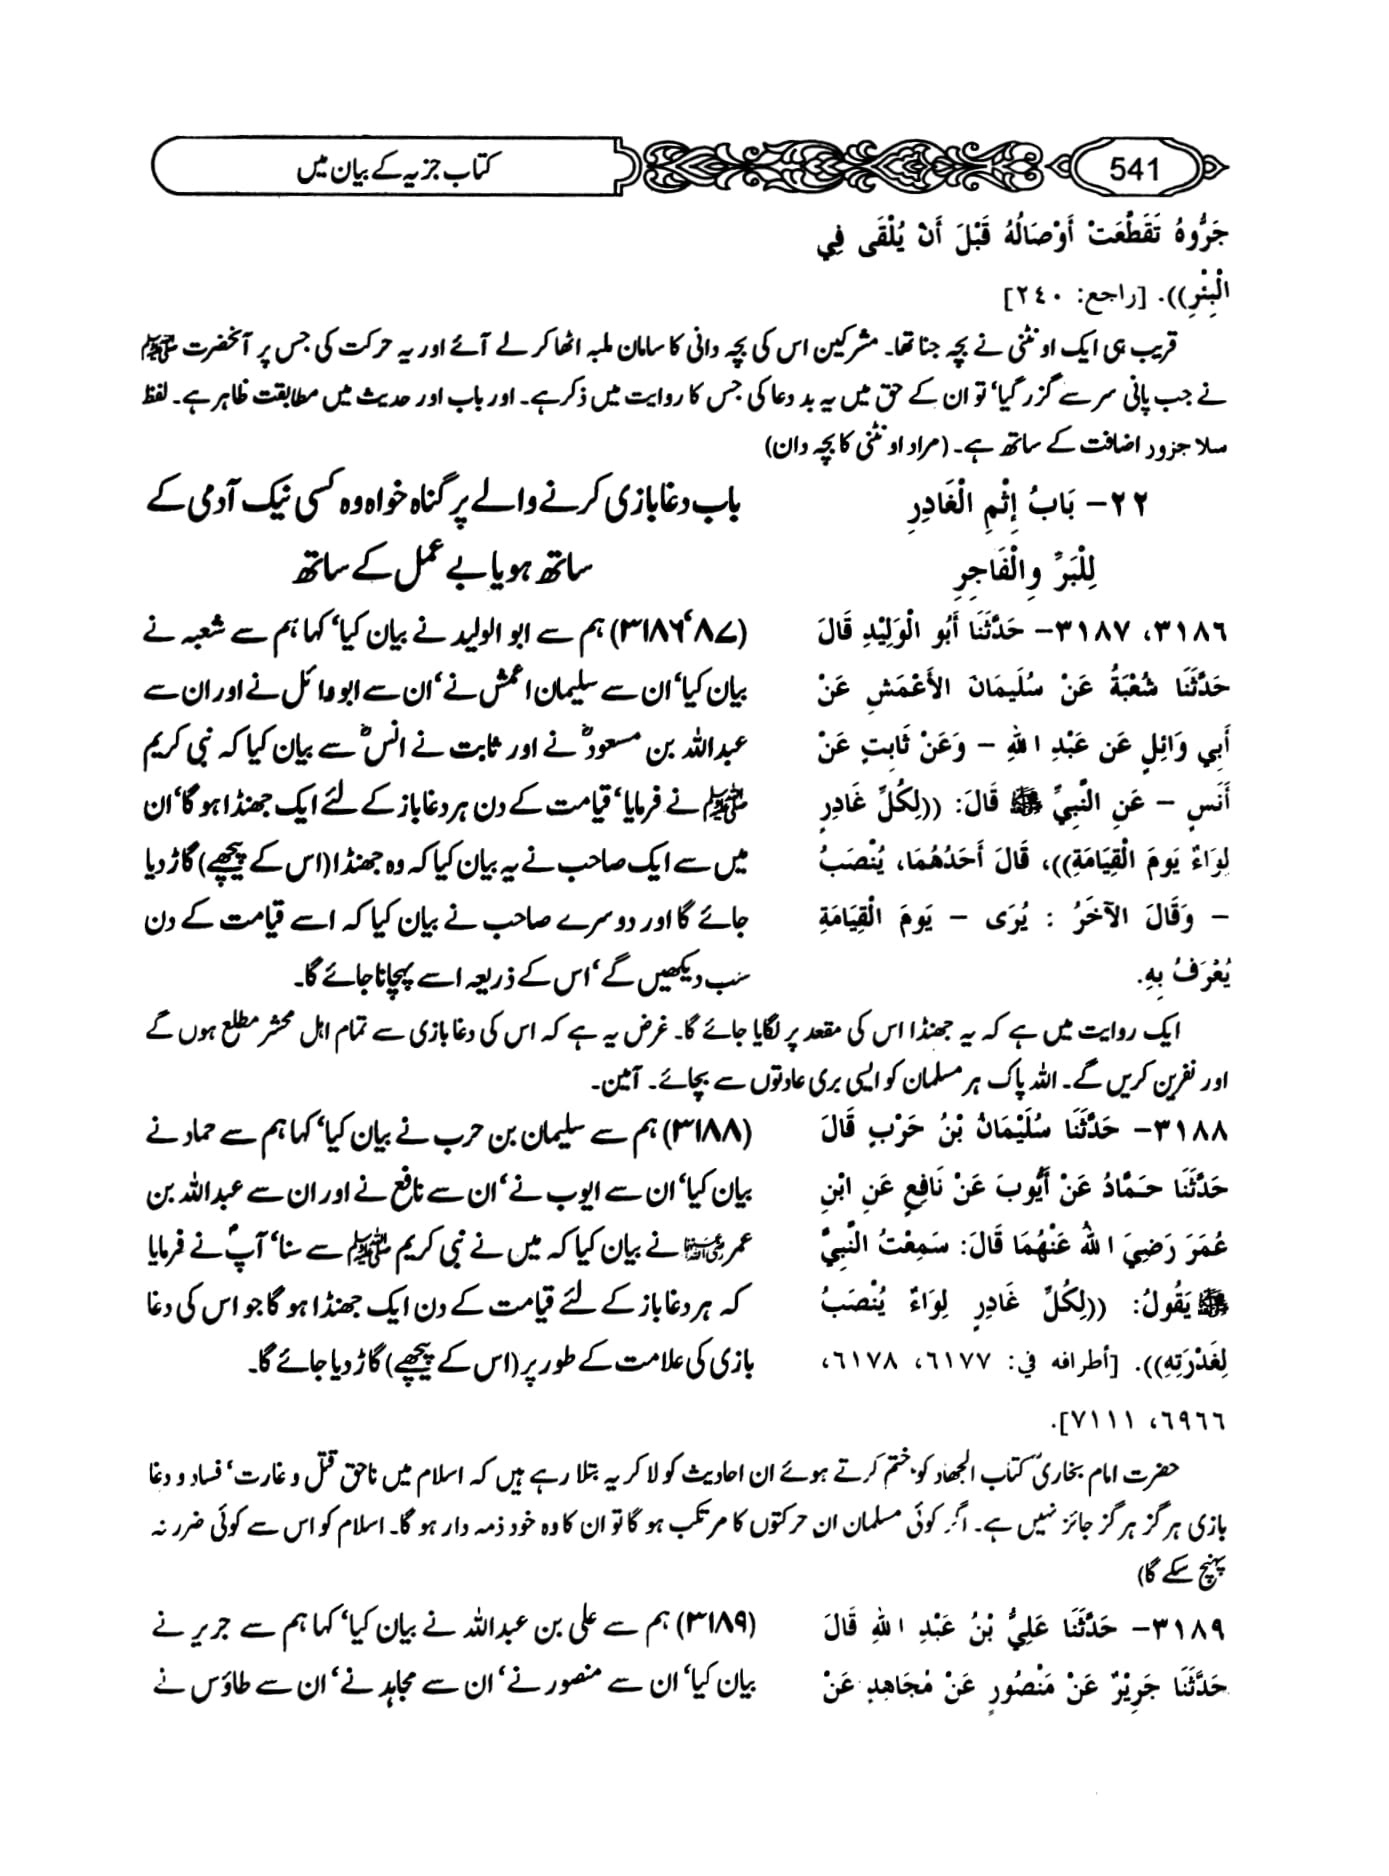 541
کتاب جزیہ کے بیان میں
جَرُّوهُ تَقَطَّعَتْ أَوْصَالُهُ قَبْلَ أَنْ يُلْقَى فِي
الْبِئْرِ)). [راجع: ٢٤٠]
قریب ہی ایک اونٹنی نے بچہ جنا تھا۔ مشرکین اس کی بچہ دانی کا سامان ملبہ اٹھا کر لے آئے اور یہ حرکت کی جس پر آنحضرت ﷺ
نے جب پانی سر سے گزر گیا' تو ان کے حق میں یہ بد دعا کی جس کا روایت میں ذکر ہے۔ اور باب اور حدیث میں مطابقت ظاہر ہے۔ لفظ
سلا جزور اضافت کے ساتھ ہے۔ (مراد اونٹنی کا بچہ دان)
٢٢- بَابُ إِثْمِ الْغَادِرِ
لِلْبَرِّ وَالْفَاجِرِ
باب دغابازی کرنے والے پر گناہ خواہ وہ کسی نیک آدمی کے
ساتھ ہو یا بے عمل کے ساتھ
٣١٨٦، ٣١٨٧- حَدَّثَنَا أَبُو الْوَلِيْدِ قَالَ
حَدَّثَنَا شُعْبَةُ عَنْ سُلَيمَانَ الأَعْمَشِ عَنْ
أَبِي وَائِلٍ عَن عَبْدِ اللهِ - وَعَنْ ثَابِتٍ عَنْ
أَنَسٍ - عَنِ النَّبِيِّ ﷺ قَالَ: ((لِكُلِّ غَادِرٍ
لِوَاءٌ يَومَ الْقِيَامَةِ))، قَالَ أَحَدُهُمَا، يُنْصَبُ
- وَقَالَ الآخَرُ : يُرَى - يَومَ الْقِيَامَةِ
يُعْرَفُ بِهِ.
(۳۱۸۶'۸۷) ہم سے ابو الولید نے بیان کیا' کہا ہم سے شعبہ نے
بیان کیا' ان سے سلیمان اعمش نے' ان سے ابو وائل نے اور ان سے
عبداللہ بن مسعودؓ نے اور ثابت نے انسؓ سے بیان کیا کہ نبی کریم
ﷺ نے فرمایا' قیامت کے دن ہر دغاباز کے لئے ایک جھنڈا ہو گا' ان
میں سے ایک صاحب نے یہ بیان کیا کہ وہ جھنڈا (اس کے پیچھے) گاڑ دیا
جائے گا اور دوسرے صاحب نے بیان کیا کہ اسے قیامت کے دن
سب دیکھیں گے' اس کے ذریعہ اسے پہچانا جائے گا۔
ایک روایت میں ہے کہ یہ جھنڈا اس کی مقعد پر لگایا جائے گا۔ غرض یہ ہے کہ اس کی دغا بازی سے تمام اہل محشر مطلع ہوں گے
اور نفرین کریں گے۔ اللہ پاک ہر مسلمان کو ایسی بری عادتوں سے بچائے۔ آمین۔
٣١٨٨- حَدَّثَنَا سُلَيْمَانُ بْنُ حَرْبٍ قَالَ
حَدَّثَنَا حَمَّادُ عَنْ أَيُّوبَ عَنْ نَافِعٍ عَنِ ابْنِ
عُمَرَ رَضِيَ اللهُ عَنْهُمَا قَالَ: سَمِعْتُ النَّبِيَّ
ﷺ يَقُولُ: ((لِكُلِّ غَادِرٍ لِوَاءٌ يُنْصَبُ
لِغَدْرَتِهِ)). [أطرافه في: ٦١٧٧، ٦١٧٨،
٦٩٦٦، ٧١١١].
(۳۱۸۸) ہم سے سلیمان بن حرب نے بیان کیا' کہا ہم سے حماد نے
بیان کیا' ان سے ایوب نے' ان سے نافع نے اور ان سے عبداللہ بن
عمر رضی اللہ عنہما نے بیان کیا کہ میں نے نبی کریم ﷺ سے سنا' آپؐ نے فرمایا
کہ ہر دغاباز کے لئے قیامت کے دن ایک جھنڈا ہو گا جو اس کی دغا
بازی کی علامت کے طور پر (اس کے پیچھے) گاڑ دیا جائے گا۔
حضرت امام بخاریؒ کتاب الجہاد کو ختم کرتے ہوئے ان احادیث کو لا کر یہ بتلا رہے ہیں کہ اسلام میں ناحق قتل و غارت' فساد و دغا
بازی ہرگز ہرگز جائز نہیں ہے۔ اگر کوئی مسلمان ان حرکتوں کا مرتکب ہو گا تو ان کا وہ خود ذمہ دار ہو گا۔ اسلام کو اس سے کوئی ضرر نہ
پہنچ سکے گا)
٣١٨٩- حَدَّثَنَا عَلِيُّ بْنُ عَبْدِ اللهِ قَالَ
حَدَّثَنَا جَرِيْرٌ عَنْ مَنْصُورٍ عَنْ مُجَاهِدٍ عَنْ
(۳۱۸۹) ہم سے علی بن عبداللہ نے بیان کیا' کہا ہم سے جریر نے
بیان کیا' ان سے منصور نے' ان سے مجاہد نے' ان سے طاؤس نے